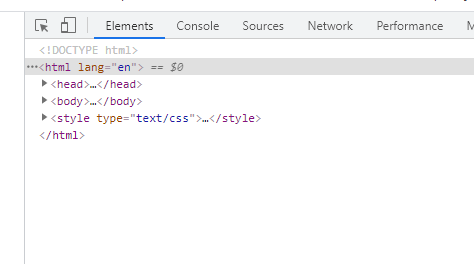 Elements Console Sources Network Performance M
<!DOCTYPE html>
…<html lang="en"> == $0
<head>…</head>
<body>…</body>
<style type="text/css">…</style>
</html>